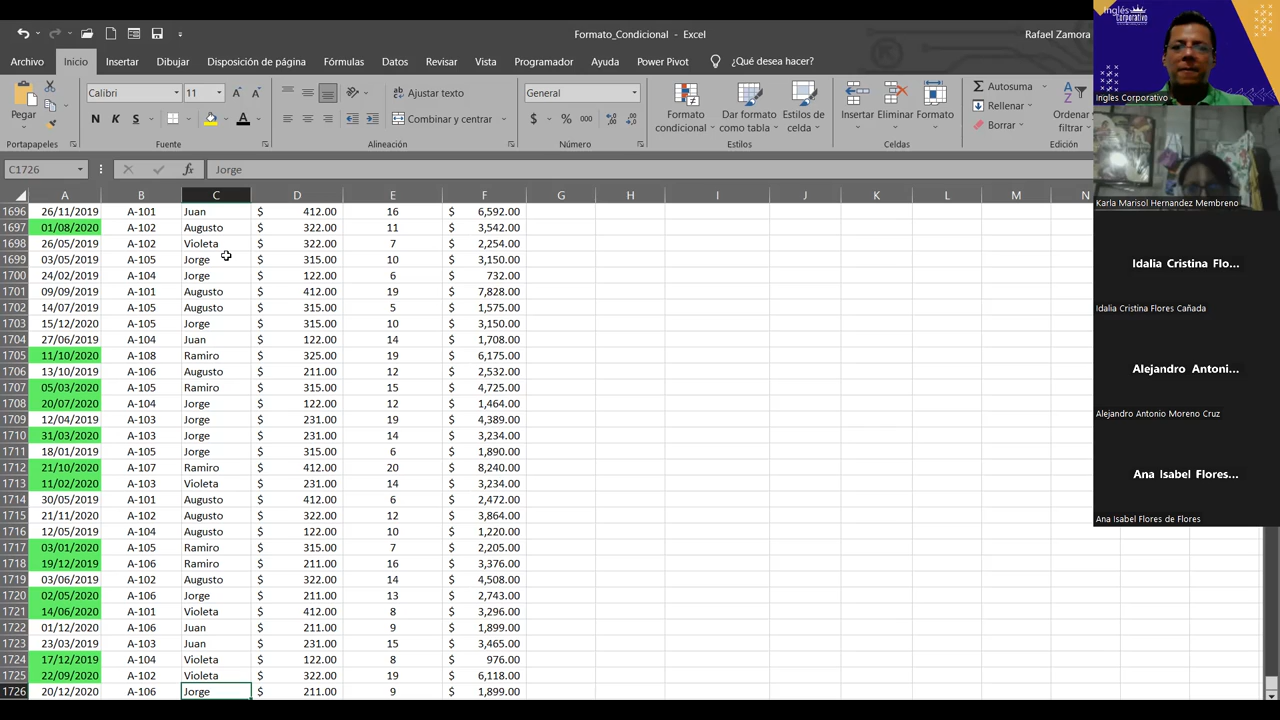 Formato_Condicional - Excel
Rafael Zamora
Archivo Inicio Insertar Dibujar Disposición de página Fórmulas Datos Revisar Vista Programador Ayuda Power Pivot ¿Qué desea hacer?
Pegar
Calibri 11
N K S
Ajustar texto
Combinar y centrar
General
$ % 000
Formato condicional
Dar formato como tabla
Estilos de celda
Insertar Eliminar Formato
Autosuma
Rellenar
Borrar
Ordenar filtrar
Portapapeles Fuente Alineación Número Estilos Celdas Edición
C1726 fx Jorge
A B C D E F G H I J K L M N
1696 26/11/2019 A-101 Juan $ 412.00 16 $ 6,592.00
1697 01/08/2020 A-102 Augusto $ 322.00 11 $ 3,542.00
1698 26/05/2019 A-102 Violeta $ 322.00 7 $ 2,254.00
1699 03/05/2019 A-105 Jorge $ 315.00 10 $ 3,150.00
1700 24/02/2019 A-104 Jorge $ 122.00 6 $ 732.00
1701 09/09/2019 A-101 Augusto $ 412.00 19 $ 7,828.00
1702 14/07/2019 A-105 Augusto $ 315.00 5 $ 1,575.00
1703 15/12/2020 A-105 Jorge $ 315.00 10 $ 3,150.00
1704 27/06/2019 A-104 Juan $ 122.00 14 $ 1,708.00
1705 11/10/2020 A-108 Ramiro $ 325.00 19 $ 6,175.00
1706 13/10/2019 A-106 Augusto $ 211.00 12 $ 2,532.00
1707 05/03/2020 A-105 Ramiro $ 315.00 15 $ 4,725.00
1708 20/07/2020 A-104 Jorge $ 122.00 12 $ 1,464.00
1709 12/04/2019 A-103 Jorge $ 231.00 19 $ 4,389.00
1710 31/03/2020 A-103 Jorge $ 231.00 14 $ 3,234.00
1711 18/01/2019 A-105 Jorge $ 315.00 6 $ 1,890.00
1712 21/10/2020 A-107 Ramiro $ 412.00 20 $ 8,240.00
1713 11/02/2020 A-103 Violeta $ 231.00 14 $ 3,234.00
1714 30/05/2019 A-101 Augusto $ 412.00 6 $ 2,472.00
1715 21/11/2020 A-102 Augusto $ 322.00 12 $ 3,864.00
1716 12/05/2019 A-104 Augusto $ 122.00 10 $ 1,220.00
1717 03/01/2020 A-105 Ramiro $ 315.00 7 $ 2,205.00
1718 19/12/2019 A-106 Ramiro $ 211.00 16 $ 3,376.00
1719 03/06/2019 A-102 Augusto $ 322.00 14 $ 4,508.00
1720 02/05/2020 A-106 Jorge $ 211.00 13 $ 2,743.00
1721 14/06/2020 A-101 Violeta $ 412.00 8 $ 3,296.00
1722 01/12/2020 A-106 Juan $ 211.00 9 $ 1,899.00
1723 23/03/2019 A-103 Juan $ 231.00 15 $ 3,465.00
1724 17/12/2019 A-104 Violeta $ 122.00 8 $ 976.00
1725 22/09/2020 A-102 Violeta $ 322.00 19 $ 6,118.00
1726 20/12/2020 A-106 Jorge $ 211.00 9 $ 1,899.00
Inglés Corporativo
Ingles Corporativo
Karla Marisol Hernandez Membreno
Idalia Cristina Flo...
Idalia Cristina Flores Cañada
Alejandro Antoni...
Alejandro Antonio Moreno Cruz
Ana Isabel Flores...
Ana Isabel Flores de Flores